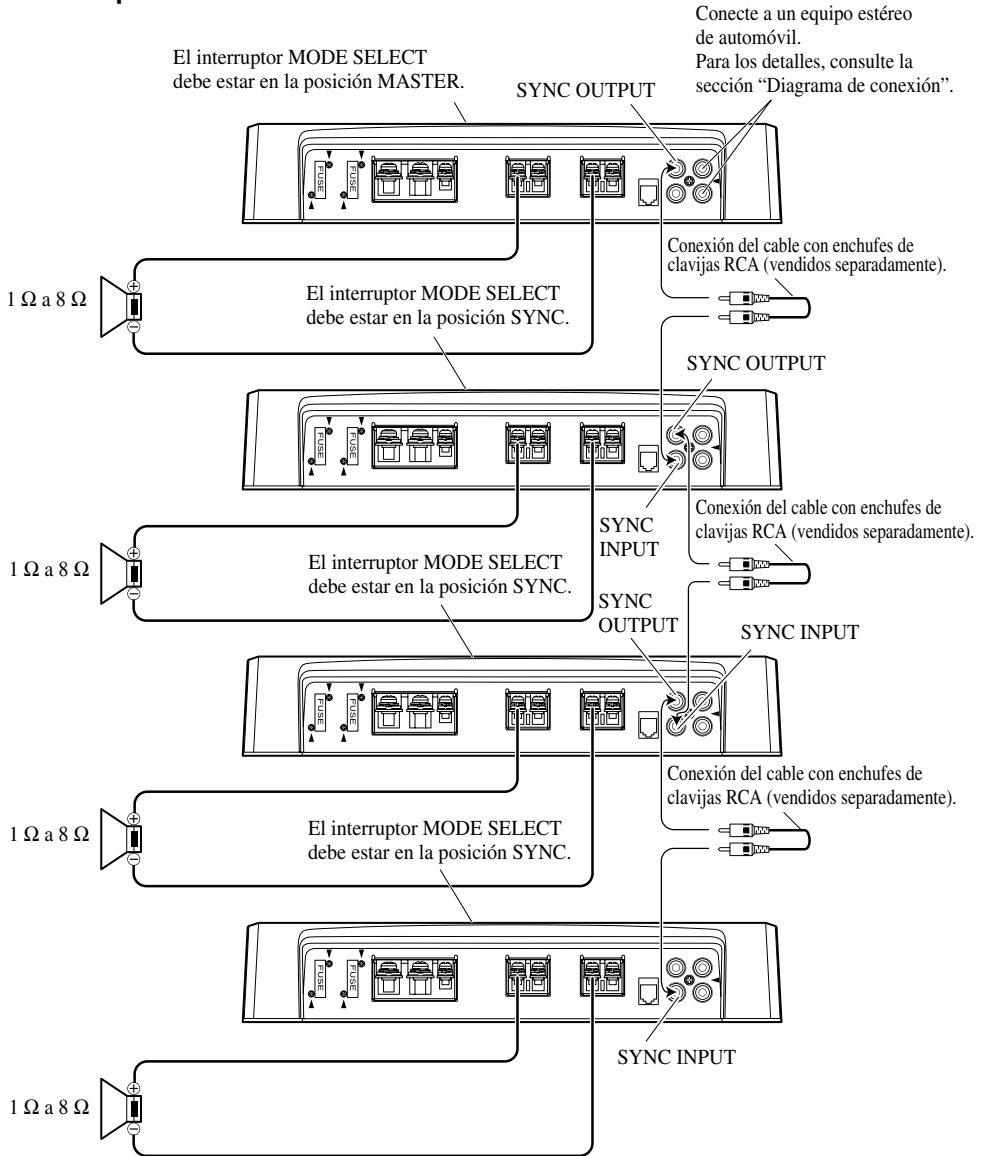 Conecte a un equipo estéreo
de automóvil.
Para los detalles, consulte la
sección “Diagrama de conexión”.
El interruptor MODE SELECT
debe estar en la posición MASTER.
SYNC OUTPUT
FUSE
FUSE
Conexión del cable con enchufes de
clavijas RCA (vendidos separadamente).
1 Ω a 8 Ω
El interruptor MODE SELECT
debe estar en la posición SYNC.
SYNC OUTPUT
FUSE
FUSE
Conexión del cable con enchufes de
clavijas RCA (vendidos separadamente).
SYNC
INPUT
1 Ω a 8 Ω
El interruptor MODE SELECT
debe estar en la posición SYNC.
SYNC
OUTPUT
SYNC INPUT
FUSE
FUSE
Conexión del cable con enchufes de
clavijas RCA (vendidos separadamente).
1 Ω a 8 Ω
El interruptor MODE SELECT
debe estar en la posición SYNC.
FUSE
FUSE
SYNC INPUT
1 Ω a 8 Ω